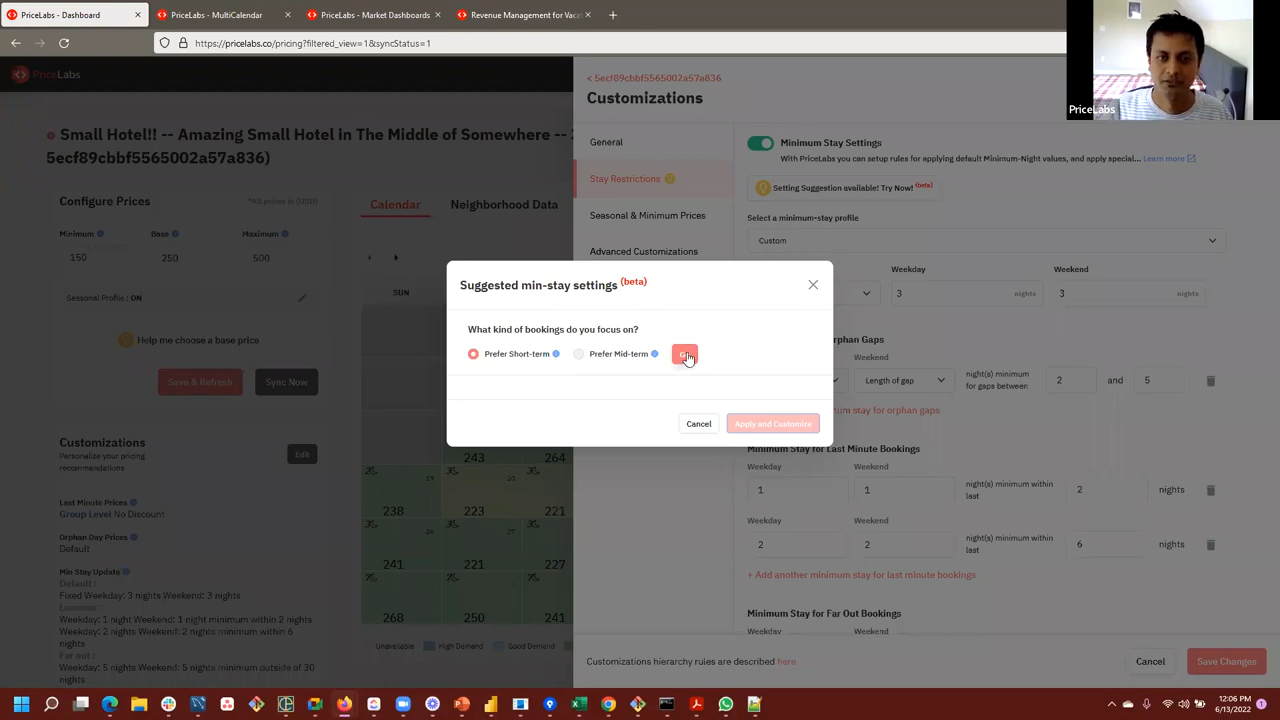 PriceLabs - Dashboard
PriceLabs - MultiCalendar
PriceLabs - Market Dashboards
Revenue Management for Vaca
https://pricelabs.co/pricing?filtered_view=1&syncStatus=1
PriceLabs
PriceLabs
Small Hotel!! -- Amazing Small Hotel in The Middle of Somewhere --
5ecf89cbbf5565002a57a836)
Configure Prices
*All prices in [USD]
Minimum
Base
Maximum
150
250
500
Seasonal Profile : ON
Help me choose a base price
Save & Refresh
Sync Now
Customizations
Personalize your pricing
recommendations
Edit
Last Minute Prices
Group Level No Discount
Orphan Day Prices
Default
Min Stay Update
Default :
Fixed Weekday: 3 nights Weekend: 3 nights
Weekday: 1 night Weekend: 1 night minimum within 2
Weekday: 2 nights Weekend: 2 nights minimum within 6
nights
Far out :
Weekday: 5 nights Weekend: 5 nights minimum outside of 30
nights
Calendar
Neighborhood Data
SUN
243
264
19
20
238
223
221
26
27
241
221
227
268
250
241
Unavailable
High Demand
Good Demand
< 5ecf89cbbf5565002a57a836
Customizations
General
Stay Restrictions
Seasonal & Minimum Prices
Advanced Customizations
Minimum Stay Settings
With PriceLabs you can setup rules for applying default Minimum-Night values, and apply special... Learn more
Setting Suggestion available! Try Now! (beta)
Select a minimum-stay profile
Custom
Weekday
Weekend
3 nights
3 nights
rphan Gaps
Weekend
Length of gap
night(s) minimum
for gaps between
2 and 5
mum stay for orphan gaps
Minimum Stay for Last Minute Bookings
Weekday
Weekend
1
1
night(s) minimum within
last
2
nights
Weekday
Weekend
2
2
night(s) minimum within
last
6
nights
+ Add another minimum stay for last minute bookings
Minimum Stay for Far Out Bookings
Weekday
Weekend
Customizations hierarchy rules are described here
Cancel
Save Changes
Suggested min-stay settings (beta)
What kind of bookings do you focus on?
Prefer Short-term
Prefer Mid-term
Cancel
Apply and Customize
12:06 PM
6/13/2022